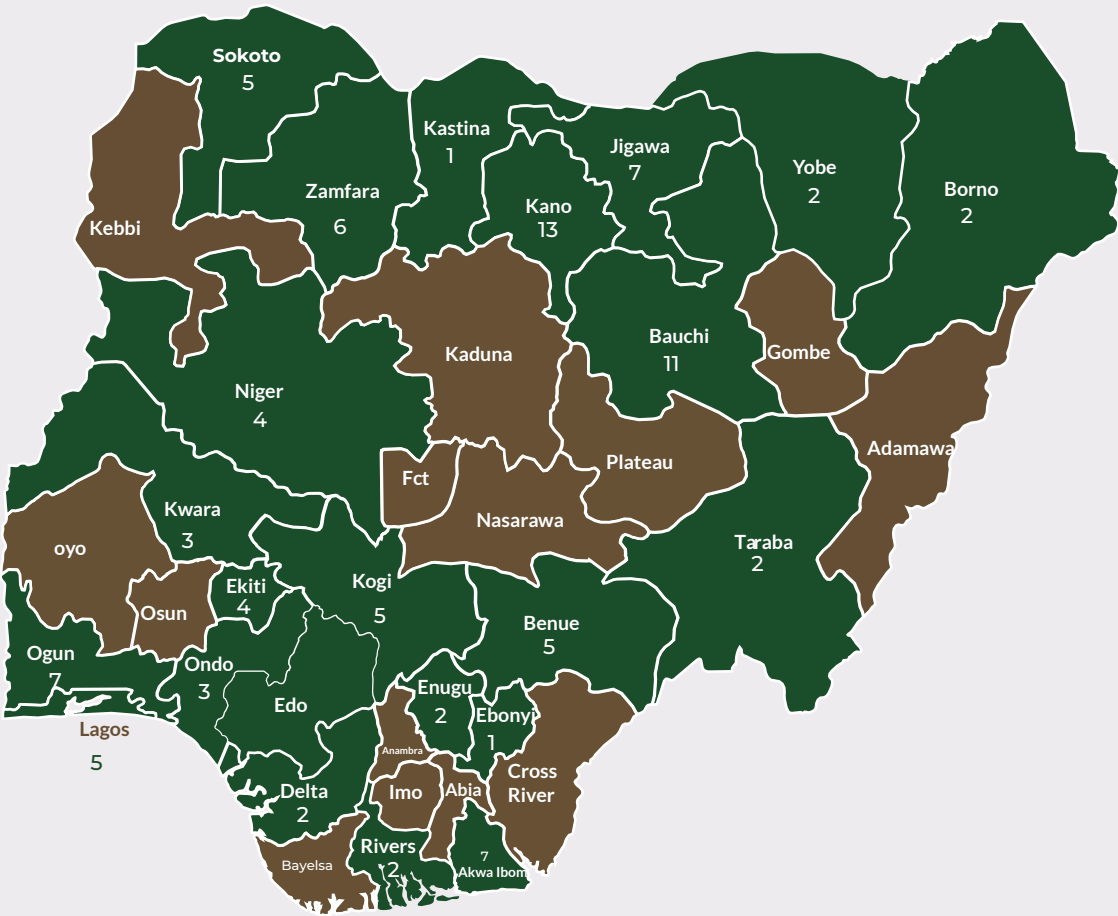 Sokoto
5
Kastina
1
Jigawa
7
Yobe
2
Borno
2
Zamfara
6
Kano
13
Kebbi
Bauchi
11
Gombe
Kaduna
Niger
4
Adamawa
Plateau
Fct
Nasarawa
Kwara
3
oyo
Taraba
2
Kogi
5
Ekiti
4
Osun
Benue
5
Ogun
7
Ondo
3
Edo
Enugu
2
Ebonyi
1
Lagos
5
Anambra
Cross
River
Delta
2
Imo
Abia
Rivers
2
Bayelsa
7
Akwa Ibom